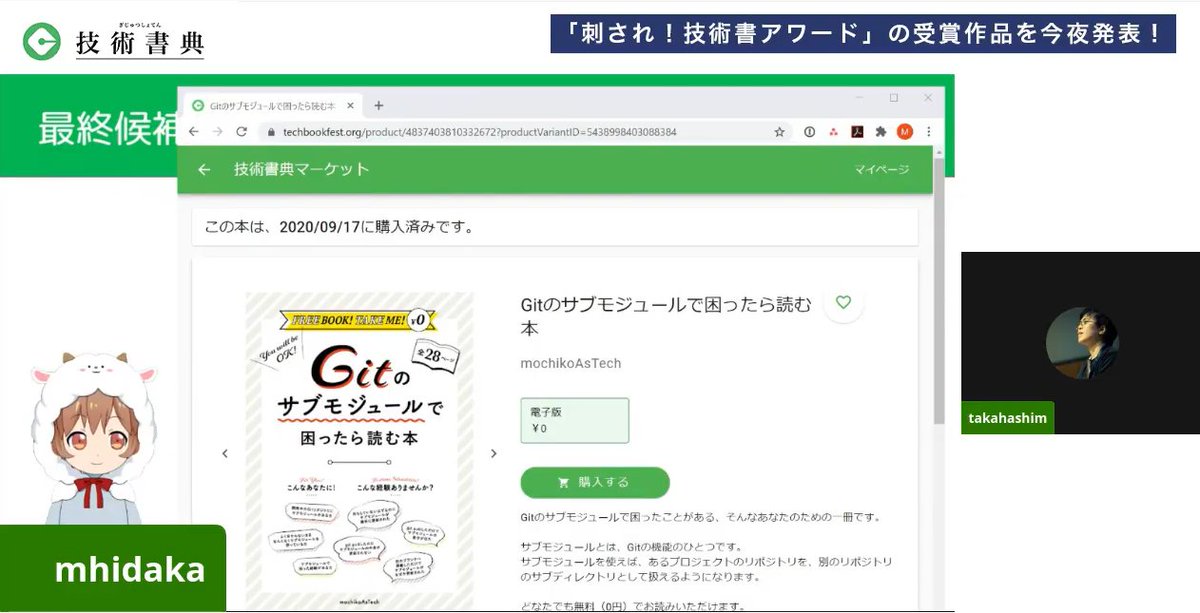 ぎじゅつしょてん
技術書典
「刺され！技術書アワード」の受賞作品を今夜発表！
最終候補
Gitのサブモジュールで困ったら読む本
techbookfest.org/product/4837403810332672?productVariantID=5438998403088384
M
技術書典マーケット
マイページ
この本は、2020/09/17に購入済みです。
FREE BOOK! TAKE ME! ¥0
You will be OK!
全28ページ
Gitの
サブモジュールで
困ったら読む本
こんなあなたに!
こんな経験ありませんか?
mochikoAsTech
Gitのサブモジュールで困ったら読む
本
mochikoAsTech
電子版
¥0
購入する
Gitのサブモジュールで困ったことがある、そんなあなたのための一冊です。
サブモジュールとは、Gitの機能のひとつです。
サブモジュールを使えば、あるプロジェクトのリポジトリを、別のリポジトリ
のサブディレクトリとして扱えるようになります。
どなたでも無料（0円）でお読みいただけます。
takahashim
mhidaka